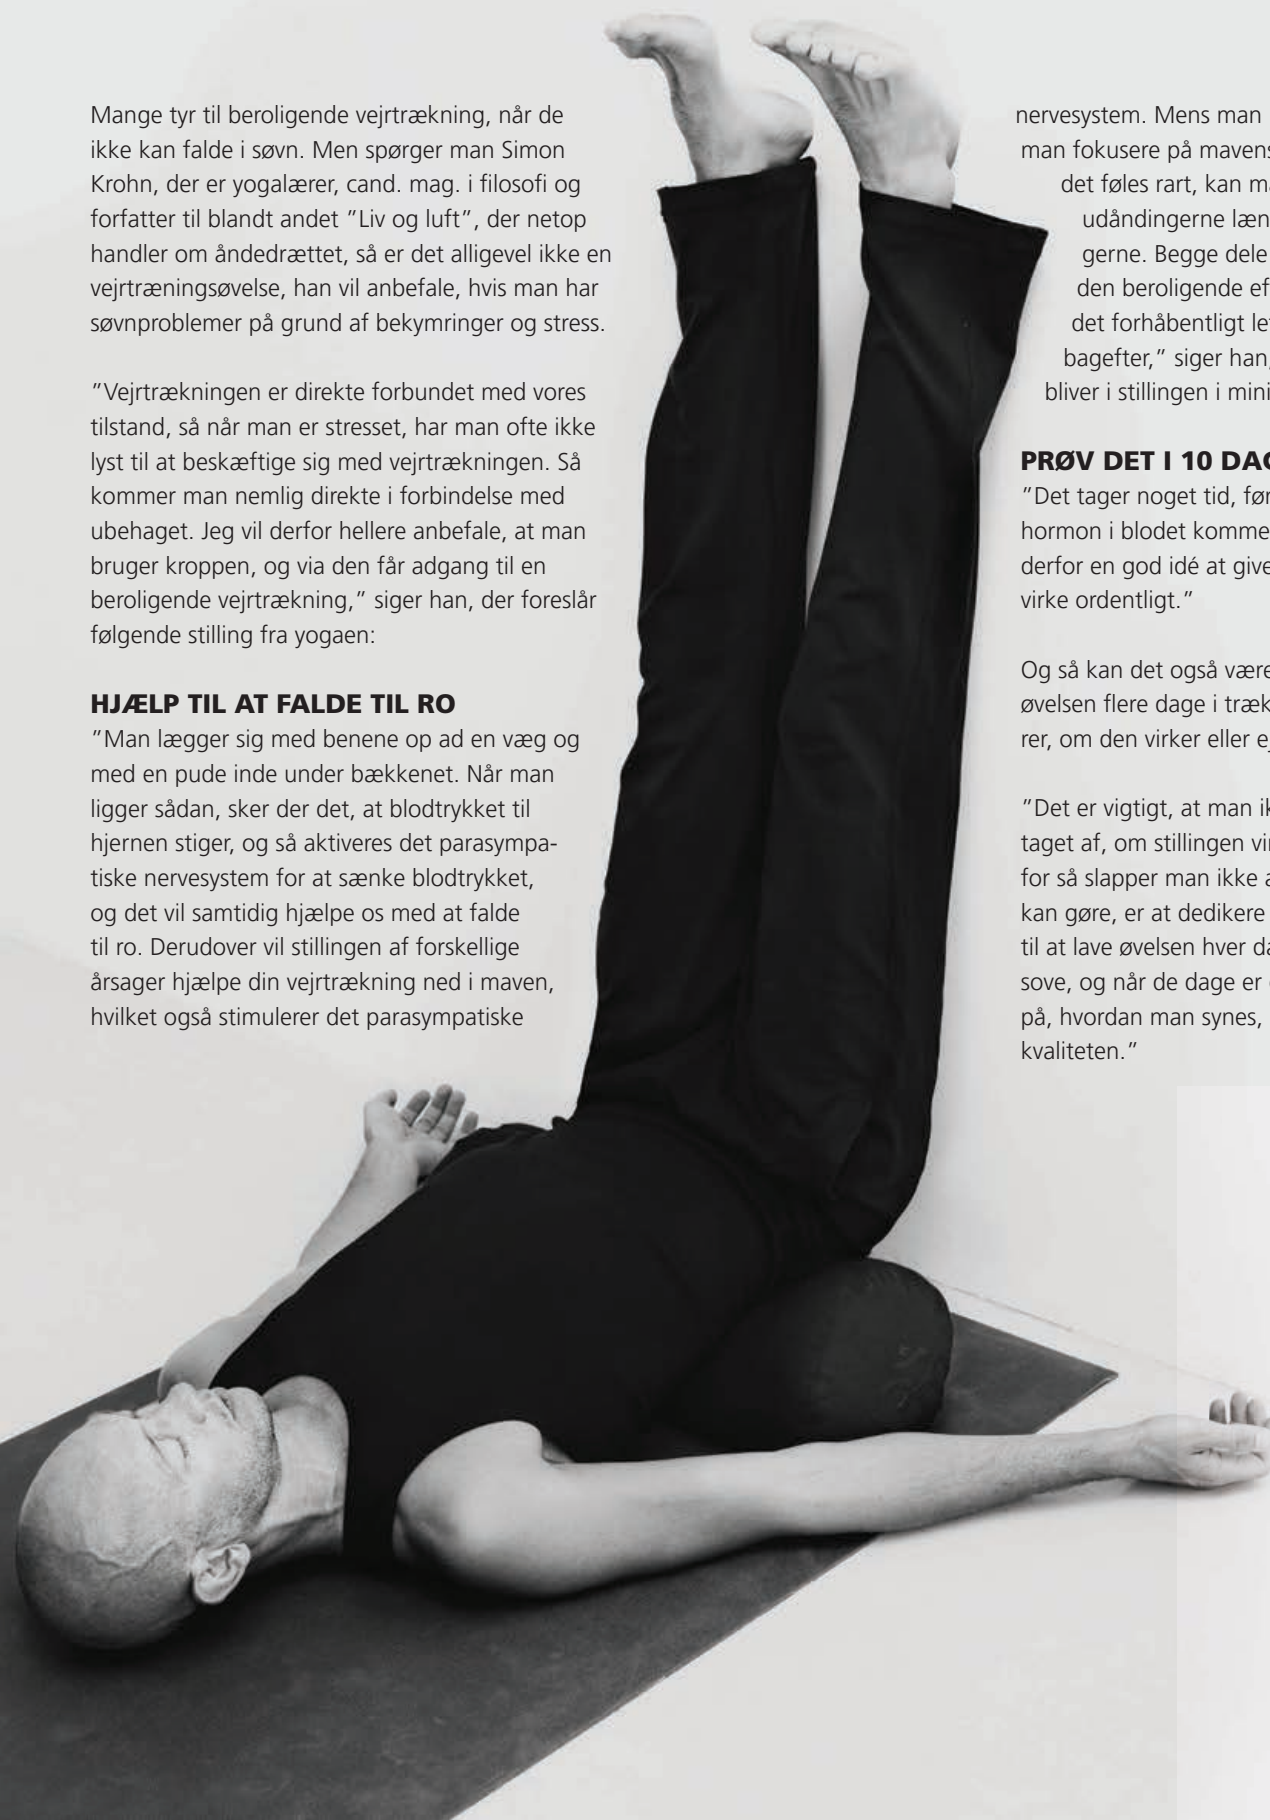 Mange tyr til beroligende vejrtrækning, når de
ikke kan falde i søvn. Men spørger man Simon
Krohn, der er yogalærer, cand. mag. i filosofi og
forfatter til blandt andet ”Liv og luft”, der netop
handler om åndedrættet, så er det alligevel ikke en
vejrtræningsøvelse, han vil anbefale, hvis man har
søvnproblemer på grund af bekymringer og stress.
”Vejrtrækningen er direkte forbundet med vores
tilstand, så når man er stresset, har man ofte ikke
lyst til at beskæftige sig med vejrtrækningen. Så
kommer man nemlig direkte i forbindelse med
ubehaget. Jeg vil derfor hellere anbefale, at man
bruger kroppen, og via den får adgang til en
beroligende vejrtrækning,” siger han, der foreslår
følgende stilling fra yogaen:
HJÆLP TIL AT FALDE TIL RO
”Man lægger sig med benene op ad en væg og
med en pude inde under bækkenet. Når man
ligger sådan, sker der det, at blodtrykket til
hjernen stiger, og så aktiveres det parasympa-
tiske nervesystem for at sænke blodtrykket,
og det vil samtidig hjælpe os med at falde
til ro. Derudover vil stillingen af forskellige
årsager hjælpe din vejrtrækning ned i maven,
hvilket også stimulerer det parasympatiske
nervesystem. Mens man
man fokusere på mavens
det føles rart, kan
udåndingerne
gerne. Begge dele
den beroligende
det forhåbentligt
bagefter,” siger han,
bliver i stillingen i
PRØV DET I 10
”Det tager noget tid, før
hormon i blodet
derfor en god idé at give
virke ordentligt.”
Og så kan det også være
øvelsen flere dage i træk
rer, om den virker eller
”Det er vigtigt, at man
taget af, om stillingen
for så slapper man ikke
kan gøre, er at dedikere
til at lave øvelsen hver
sove, og når de dage er
på, hvordan man synes,
kvaliteten.”